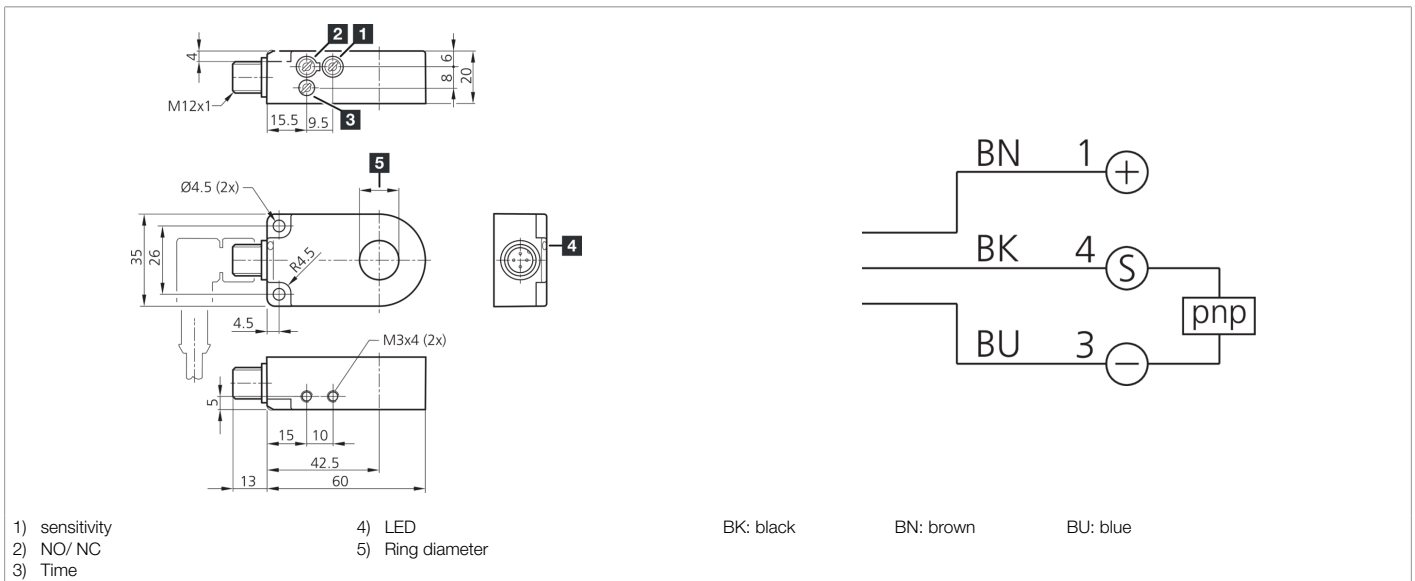 2 1
4
6
8
20
M12x1
15.5 9.5 3
5
Ø4.5 (2x)
35
26
R4.5
4
4.5
M3x4 (2x)
5
15 10
42.5
13 60
BN 1 +
BK 4 S
pnp
BU 3 −
1) sensitivity
2) NO/ NC
3) Time
4) LED
5) Ring diameter
BK: black BN: brown BU: blue